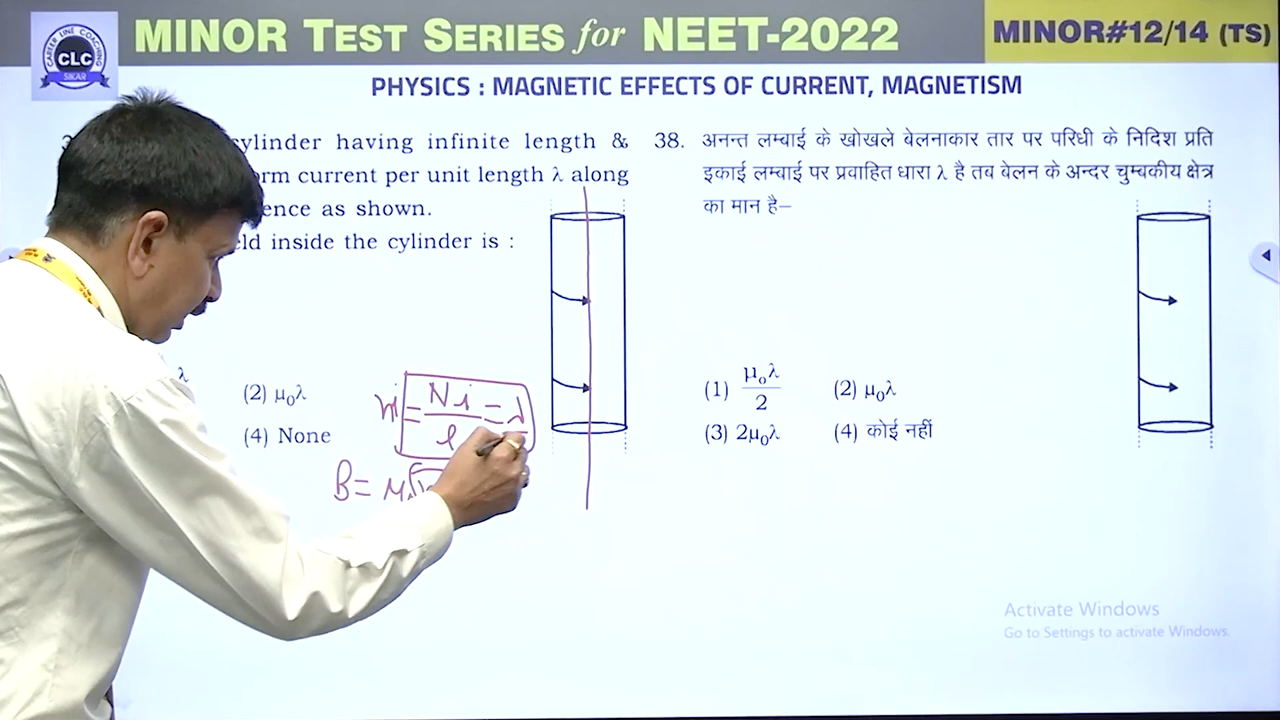 CAREER LINE COACHING
CLC
SIKAR
MINOR TEST SERIES for NEET-2022
MINOR#12/14 (TS)
PHYSICS : MAGNETIC EFFECTS OF CURRENT, MAGNETISM
cylinder having infinite length &
orm current per unit length λ along
ence as shown.
eld inside the cylinder is :
λ
(2) μ₀λ
(4) None
ni = Ni/l = λ
B = μ₀
38. अनन्त लम्बाई के खोखले बेलनाकार तार पर परिधी के निदिश प्रति
इकाई लम्बाई पर प्रवाहित धारा λ है तब बेलन के अन्दर चुम्बकीय क्षेत्र
का मान है–
(1) μ₀λ/2 (2) μ₀λ
(3) 2μ₀λ (4) कोई नहीं
Activate Windows
Go to Settings to activate Windows.